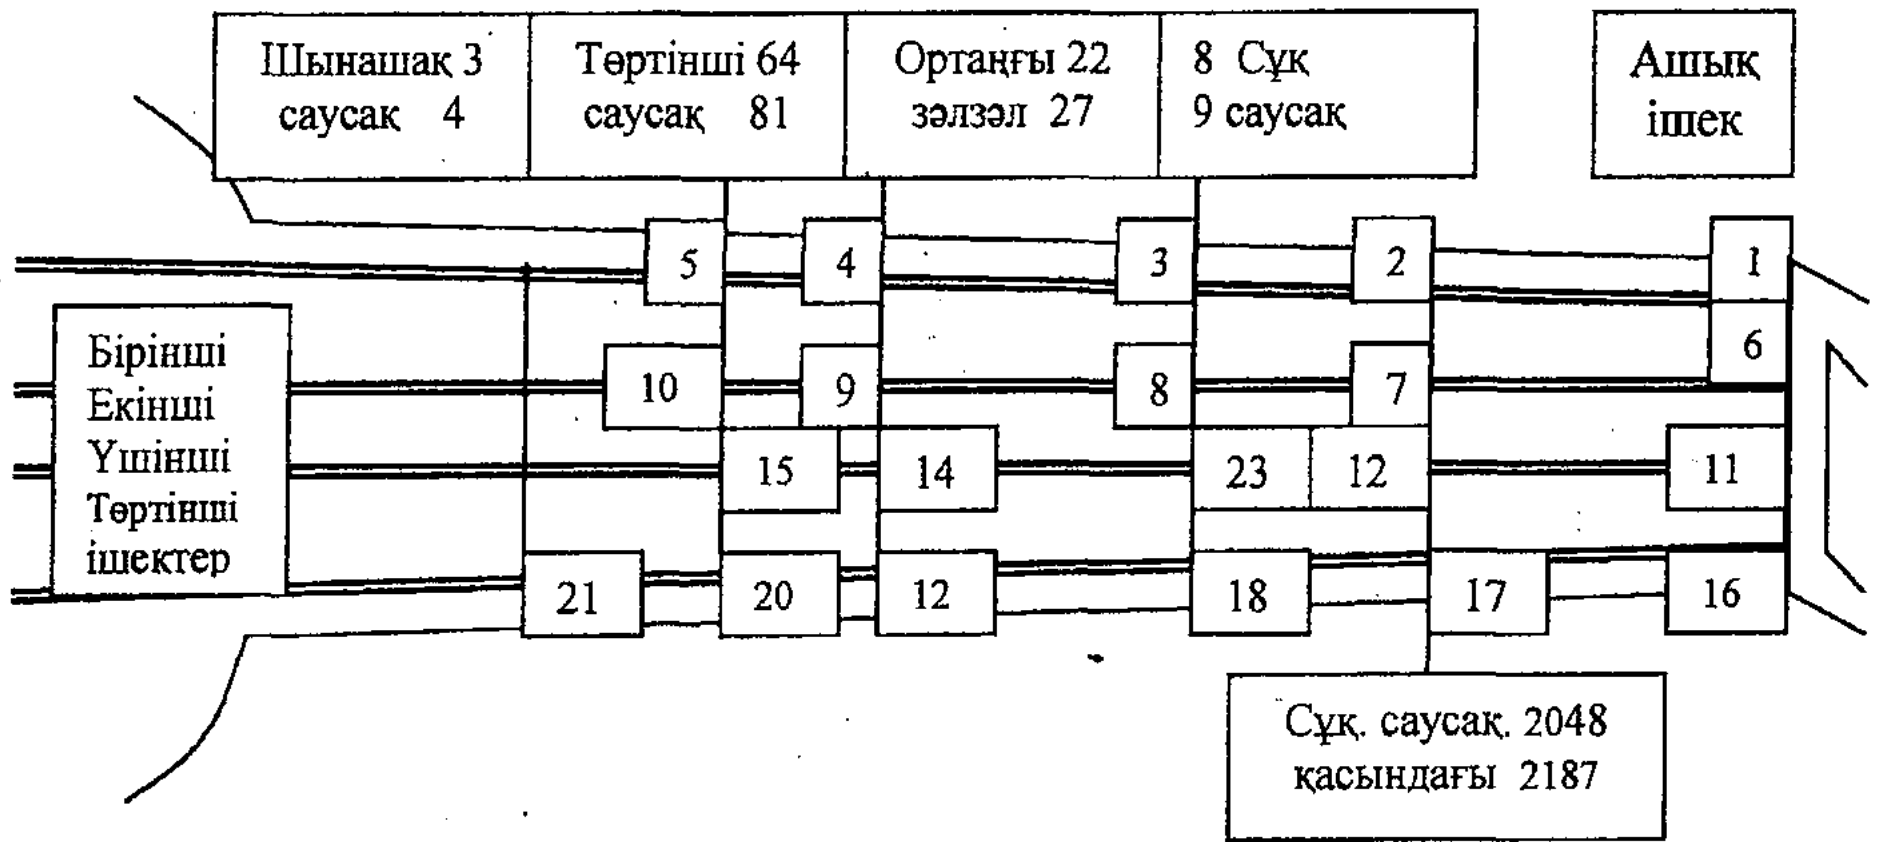 Шынашақ 3
саусақ 4
Төртінші 64
саусақ 81
Ортаңғы 22
зәлзәл 27
8 Сұқ
9 саусақ
Ашық
ішек
5 4 3 2 1
6
Бірінші
Екінші
Үшінші
Төртінші
ішектер
10 9 8 7
15 14 23 12 11
21 20 12 18 17 16
Сұқ. саусақ. 2048
қасындағы 2187